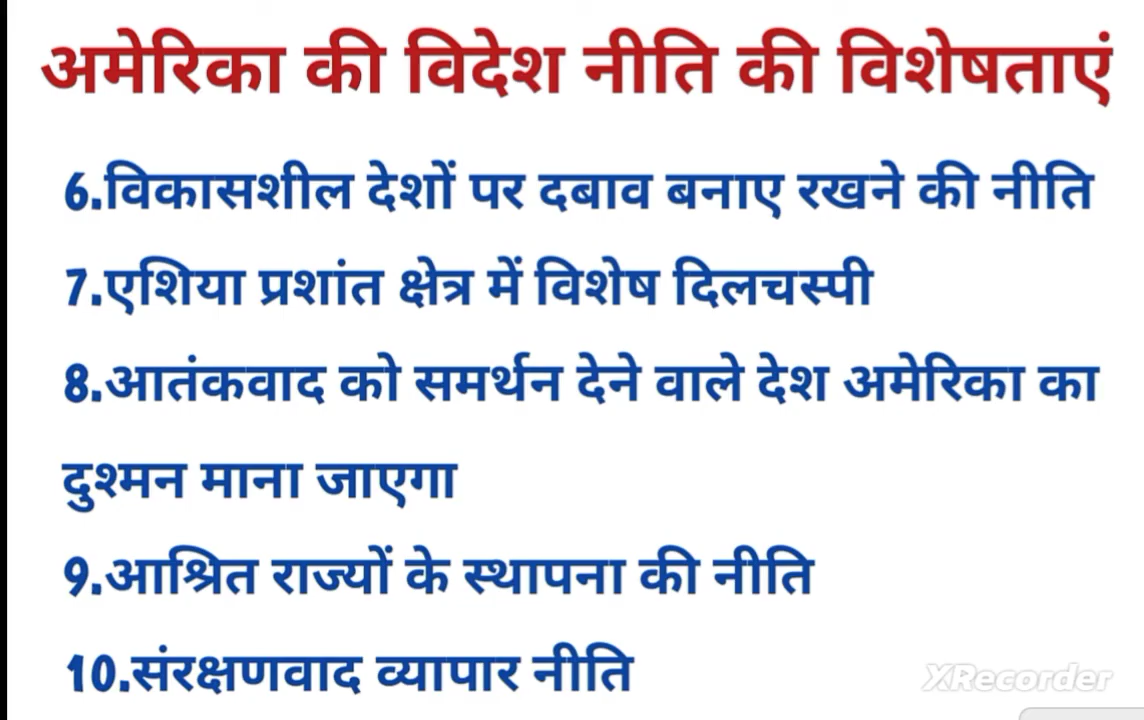 अमेरिका की विदेश नीति की विशेषताएं
6.विकासशील देशों पर दबाव बनाए रखने की नीति
7.एशिया प्रशांत क्षेत्र में विशेष दिलचस्पी
8.आतंकवाद को समर्थन देने वाले देश अमेरिका का
दुश्मन माना जाएगा
9.आश्रित राज्यों के स्थापना की नीति
10.संरक्षणवाद व्यापार नीति
XRecorder